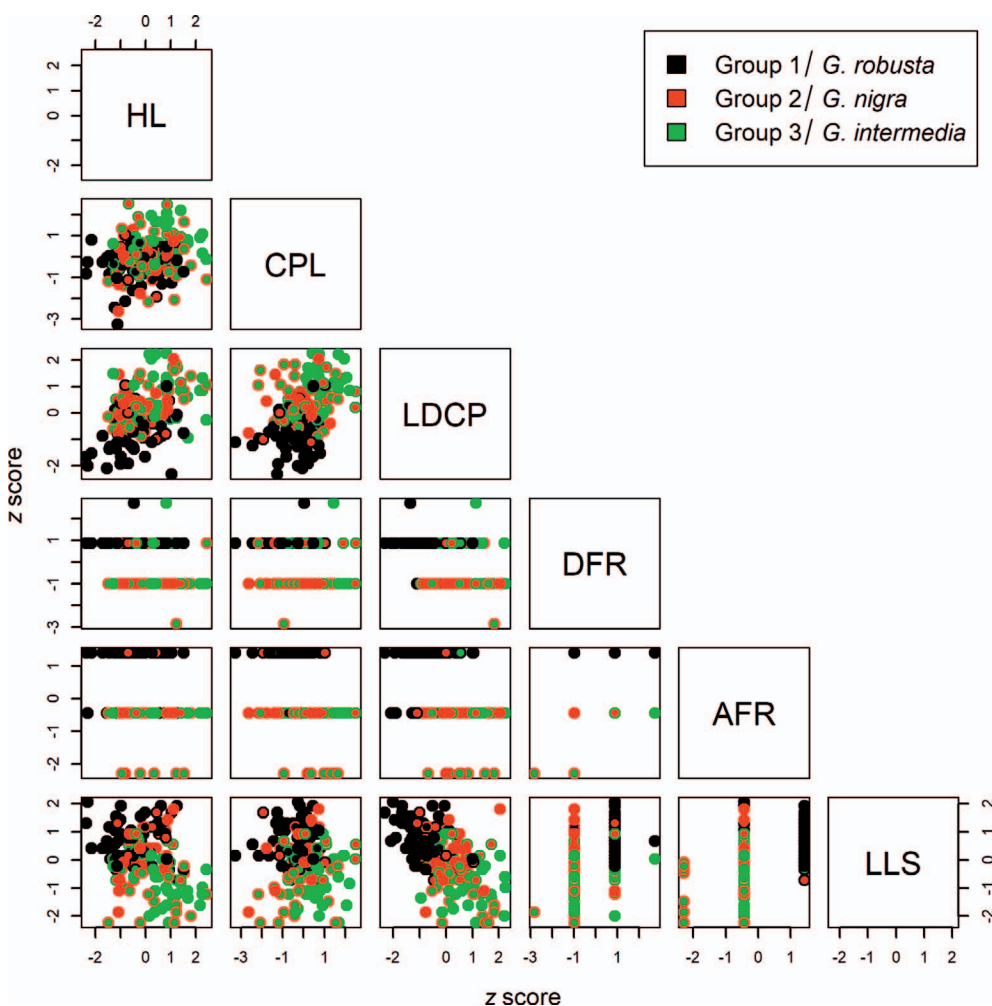 -2 0 1 2
Group 1/ G. robusta
Group 2/ G. nigra
Group 3/ G. intermedia
2
1
0
-2
HL
1
-1
-3
CPL
2
1
0
-2
LDCP
z score
1
-1
-3
DFR
1
0
-1
-2
AFR
2
1
0
-1
-2
LLS
2
1
0
-1
-2
-2 0 1 2
-3 -1 1
-2 0 1 2
-3 -1 1
-2 -1 0 1
-2 0 1 2
z score